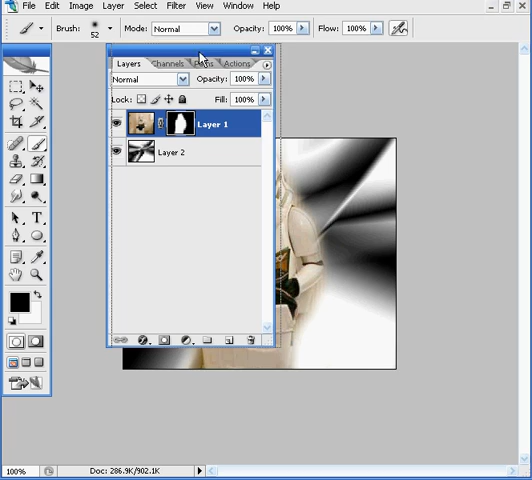 File Edit Image Layer Select Filter View Window Help
Brush: 52 Mode: Normal Opacity: 100% Flow: 100%
Layers Channels Paths Actions
Normal Opacity: 100%
Lock: Fill: 100%
Layer 1
Layer 2
T
100% Doc: 286.9K/902.1K